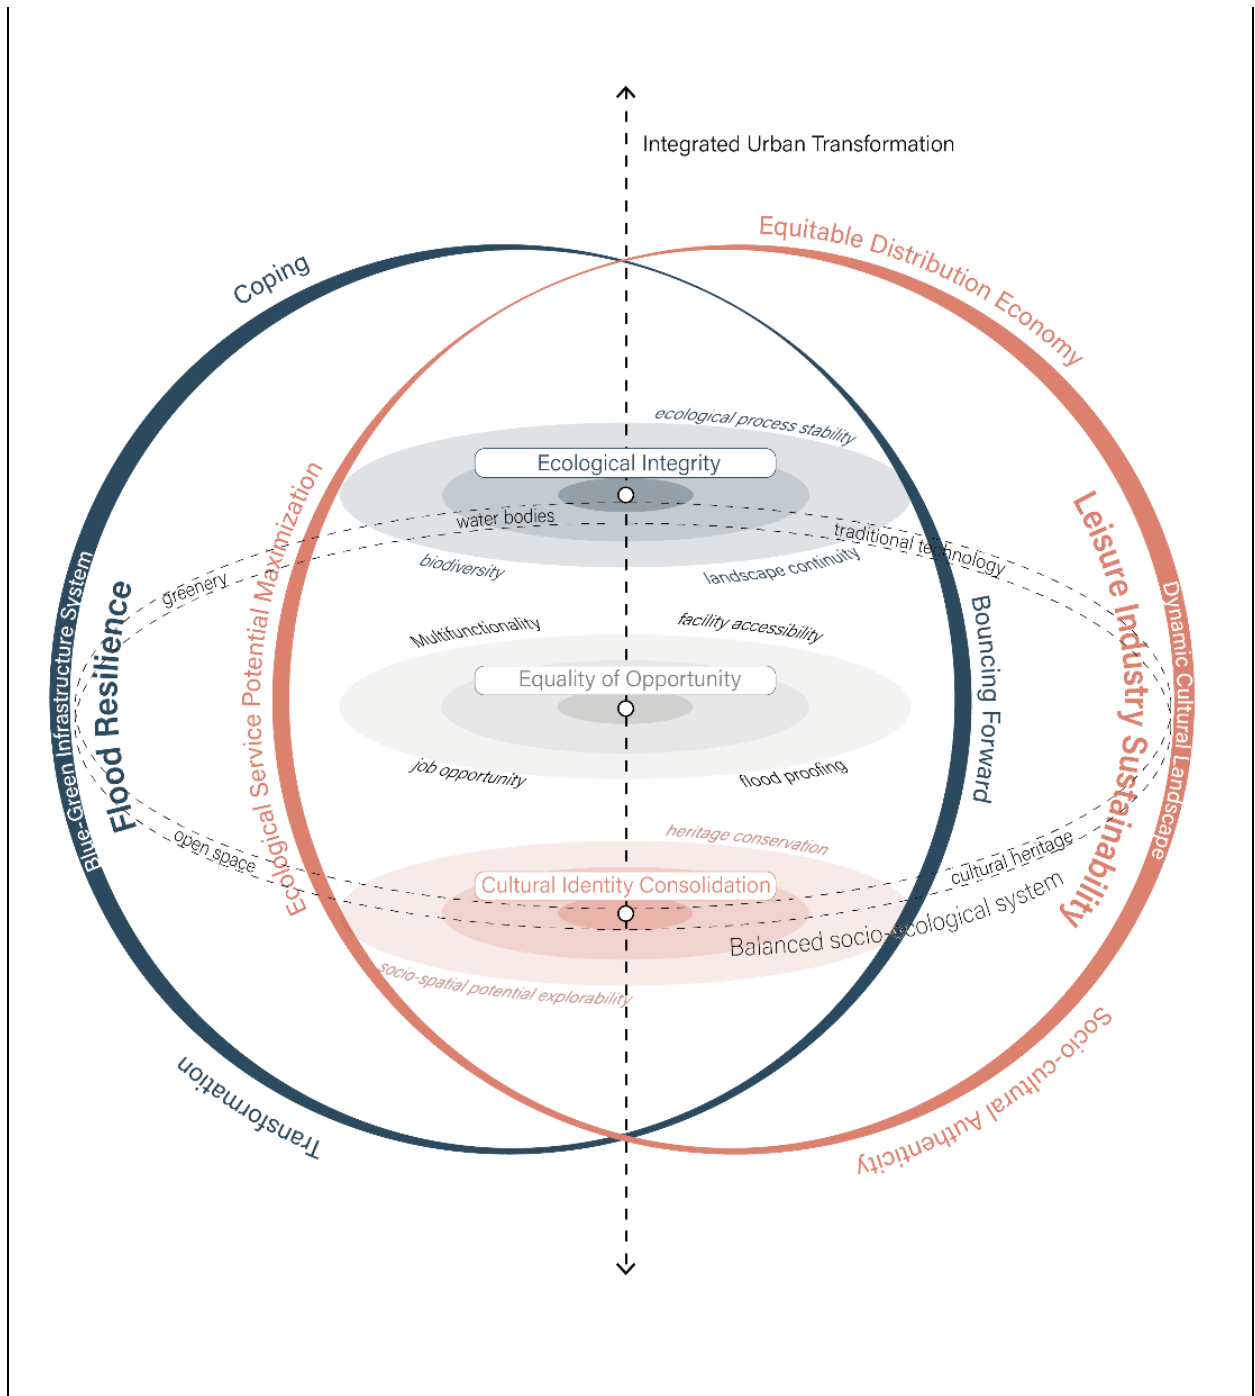 Integrated Urban Transformation
Equitable Distribution Economy
Coping
ecological process stability
Ecological Integrity
water bodies
traditional technology
biodiversity
landscape continuity
greenery
Ecological Service Potential Maximization
Blue-Green Infrastructure System
Flood Resilience
Multifunctionality
facility accessibility
Equality of Opportunity
job opportunity
flood proofing
Bouncing Forward
Leisure Industry Sustainability
Dynamic Cultural Landscape
open space
heritage conservation
cultural heritage
Cultural Identity Consolidation
Balanced socio-ecological system
socio-spatial potential explorability
Transformation
Socio-cultural Authenticity